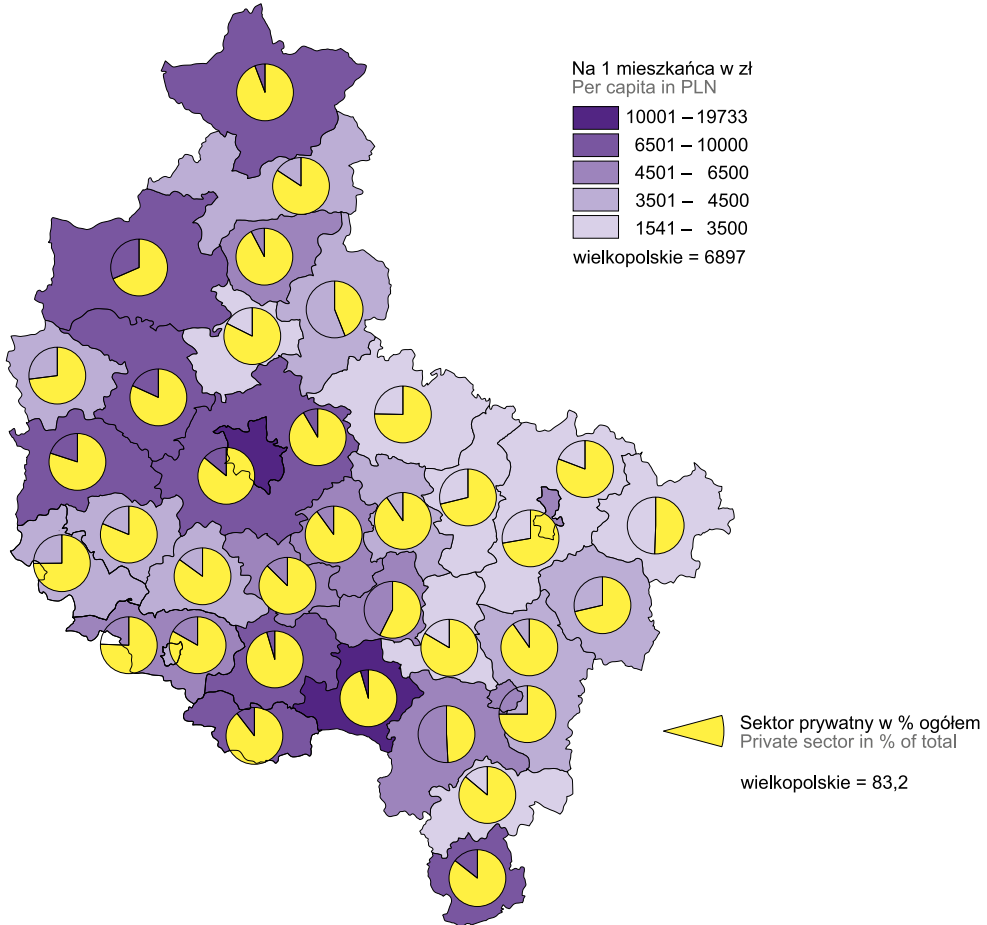 Na 1 mieszkańca w zł
Per capita in PLN
10001 – 19733
6501 – 10000
4501 – 6500
3501 – 4500
1541 – 3500
wielkopolskie = 6897
Sektor prywatny w % ogółem
Private sector in % of total
wielkopolskie = 83,2